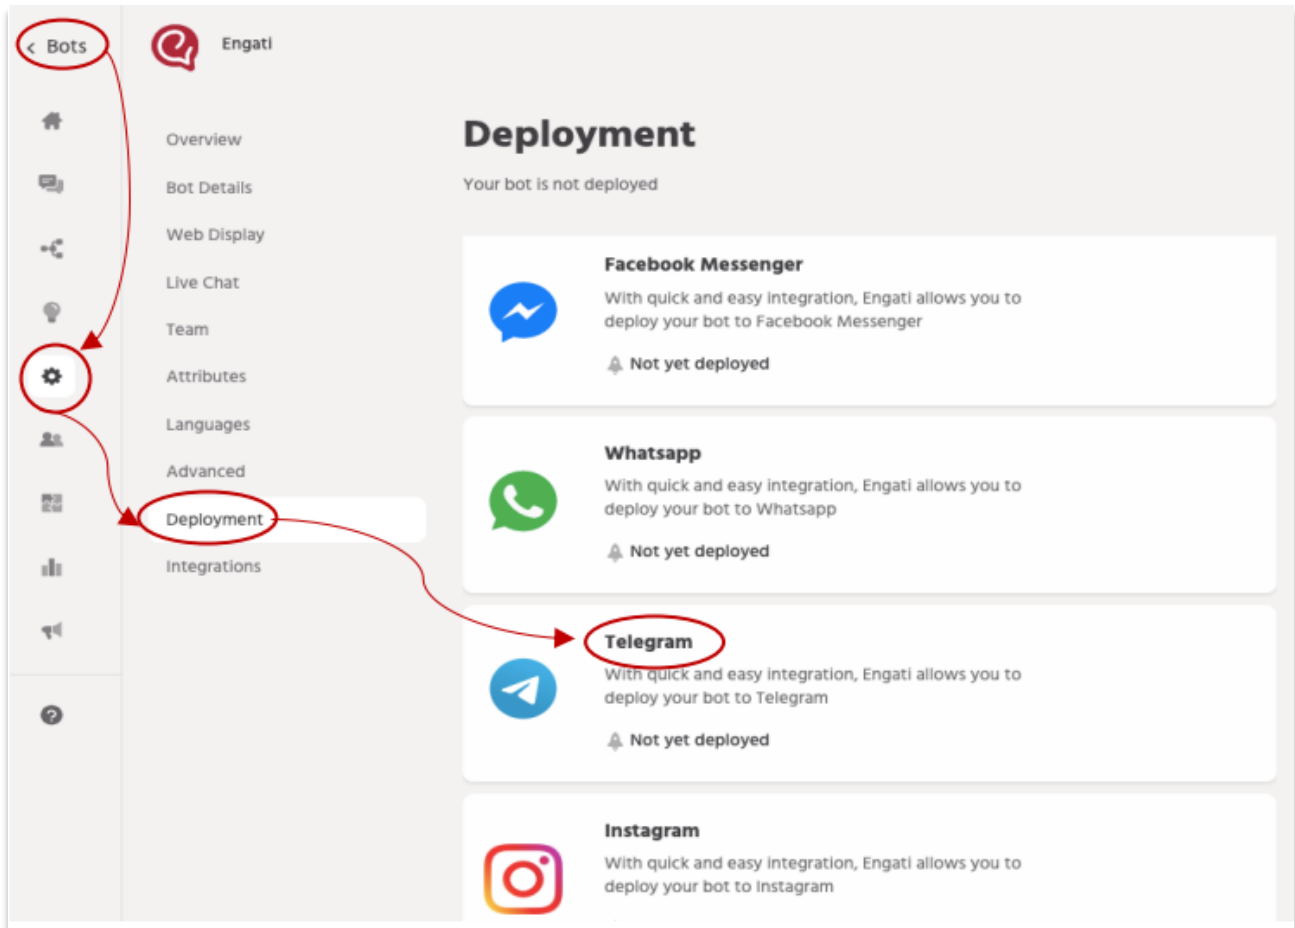 < Bots
Engati
Overview
Bot Details
Web Display
Live Chat
Team
Attributes
Languages
Advanced
Deployment
Integrations
Deployment
Your bot is not deployed
Facebook Messenger
With quick and easy integration, Engati allows you to
deploy your bot to Facebook Messenger
Not yet deployed
Whatsapp
With quick and easy integration, Engati allows you to
deploy your bot to Whatsapp
Not yet deployed
Telegram
With quick and easy integration, Engati allows you to
deploy your bot to Telegram
Not yet deployed
Instagram
With quick and easy integration, Engati allows you to
deploy your bot to Instagram